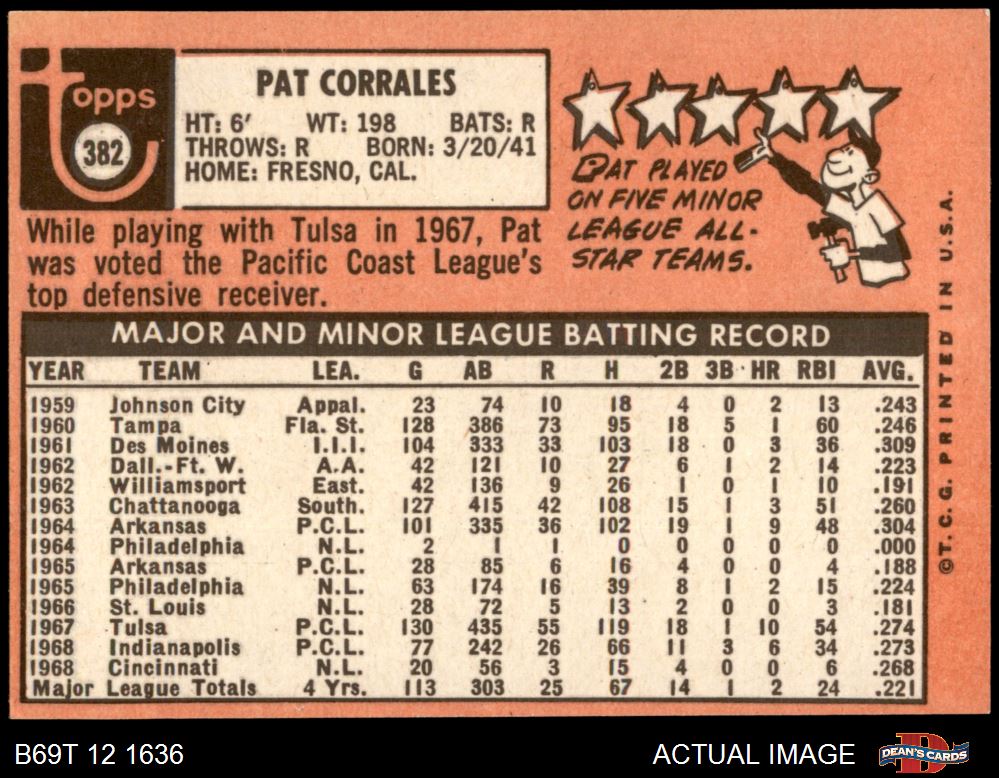 topps
382
PAT CORRALES
HT: 6' WT: 198 BATS: R
THROWS: R BORN: 3/20/41
HOME: FRESNO, CAL.
While playing with Tulsa in 1967, Pat
was voted the Pacific Coast League's
top defensive receiver.
PAT PLAYED
ON FIVE MINOR
LEAGUE ALL-
STAR TEAMS.
MAJOR AND MINOR LEAGUE BATTING RECORD
YEAR TEAM LEA. G AB R H 2B 3B HR RBI AVG.
1959 Johnson City Appal. 23 74 10 18 4 0 2 13 .243
1960 Tampa Fla. St. 128 386 73 95 18 5 1 60 .246
1961 Des Moines I.I.I. 104 333 33 103 18 0 3 36 .309
1962 Dall.-Ft. W. A.A. 42 121 10 27 6 1 2 14 .223
1962 Williamsport East. 42 136 9 26 1 0 1 10 .191
1963 Chattanooga South. 127 415 42 108 15 1 3 51 .260
1964 Arkansas P.C.L. 101 335 36 102 19 1 9 48 .304
1964 Philadelphia N.L. 2 1 1 0 0 0 0 0 .000
1965 Arkansas P.C.L. 28 85 6 16 4 0 0 4 .188
1965 Philadelphia N.L. 63 174 16 39 8 1 2 15 .224
1966 St. Louis N.L. 28 72 5 13 2 0 0 3 .181
1967 Tulsa P.C.L. 130 435 55 119 18 1 10 54 .274
1968 Indianapolis P.C.L. 77 242 26 66 11 3 6 34 .273
1968 Cincinnati N.L. 20 56 3 15 4 0 0 6 .268
Major League Totals 4 Yrs. 113 303 25 67 14 1 2 24 .221
©T. C. G. PRINTED IN U.S.A.
B69T 12 1636 ACTUAL IMAGE
DEAN'S CARDS